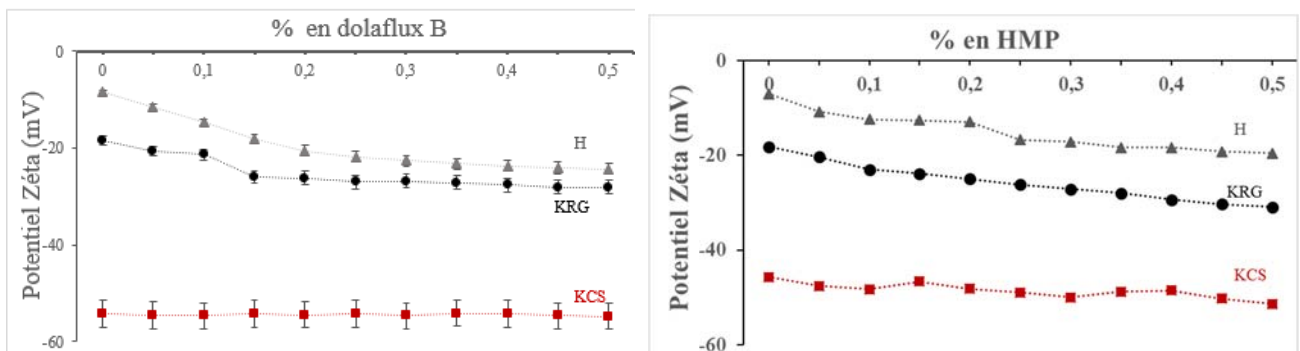 % en dolaflux B
0
0 0,1 0,2 0,3 0,4 0,5
-20
-40
-60
Potentiel Zéta (mV)
H
KRG
KCS
% en HMP
0
0 0,1 0,2 0,3 0,4 0,5
-20
-40
-60
Potentiel Zéta (mV)
H
KRG
KCS